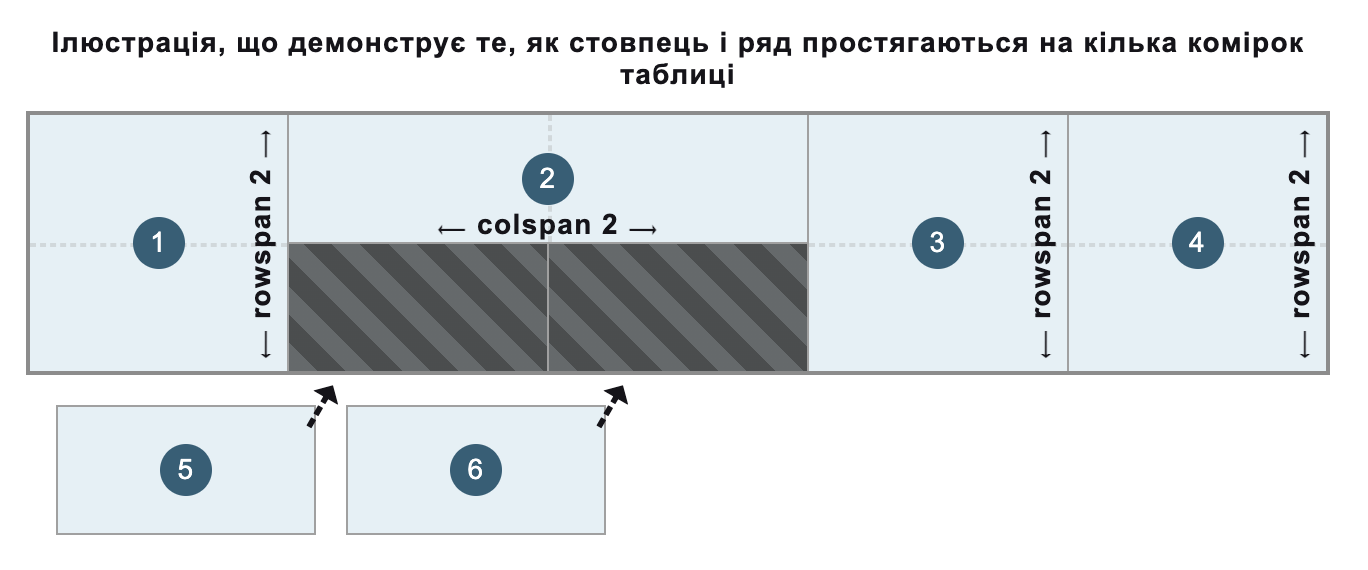 Ілюстрація, що демонструє те, як стовпець і ряд простягаються на кілька комірок
таблиці
1
← rowspan 2 →
2
← colspan 2 →
3
← rowspan 2 →
4
← rowspan 2 →
5
6